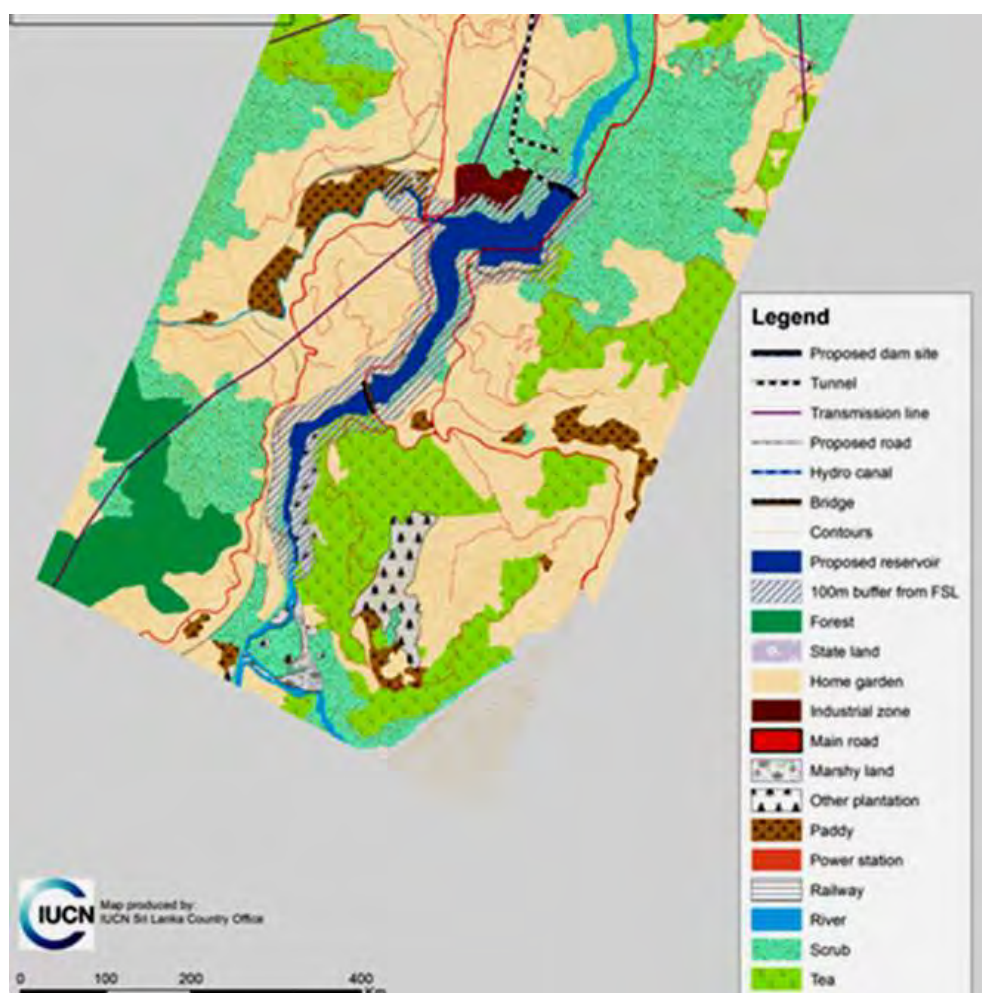 Legend
Proposed dam site
Tunnel
Transmission line
Proposed road
Hydro canal
Bridge
Contours
Proposed reservoir
100m buffer from FSL
Forest
State land
Home garden
Industrial zone
Main road
Marshy land
Other plantation
Paddy
Power station
Railway
River
Scrub
Tea
IUCN
Map produced by:
IUCN Sri Lanka Country Office
0 100 200 400
Km